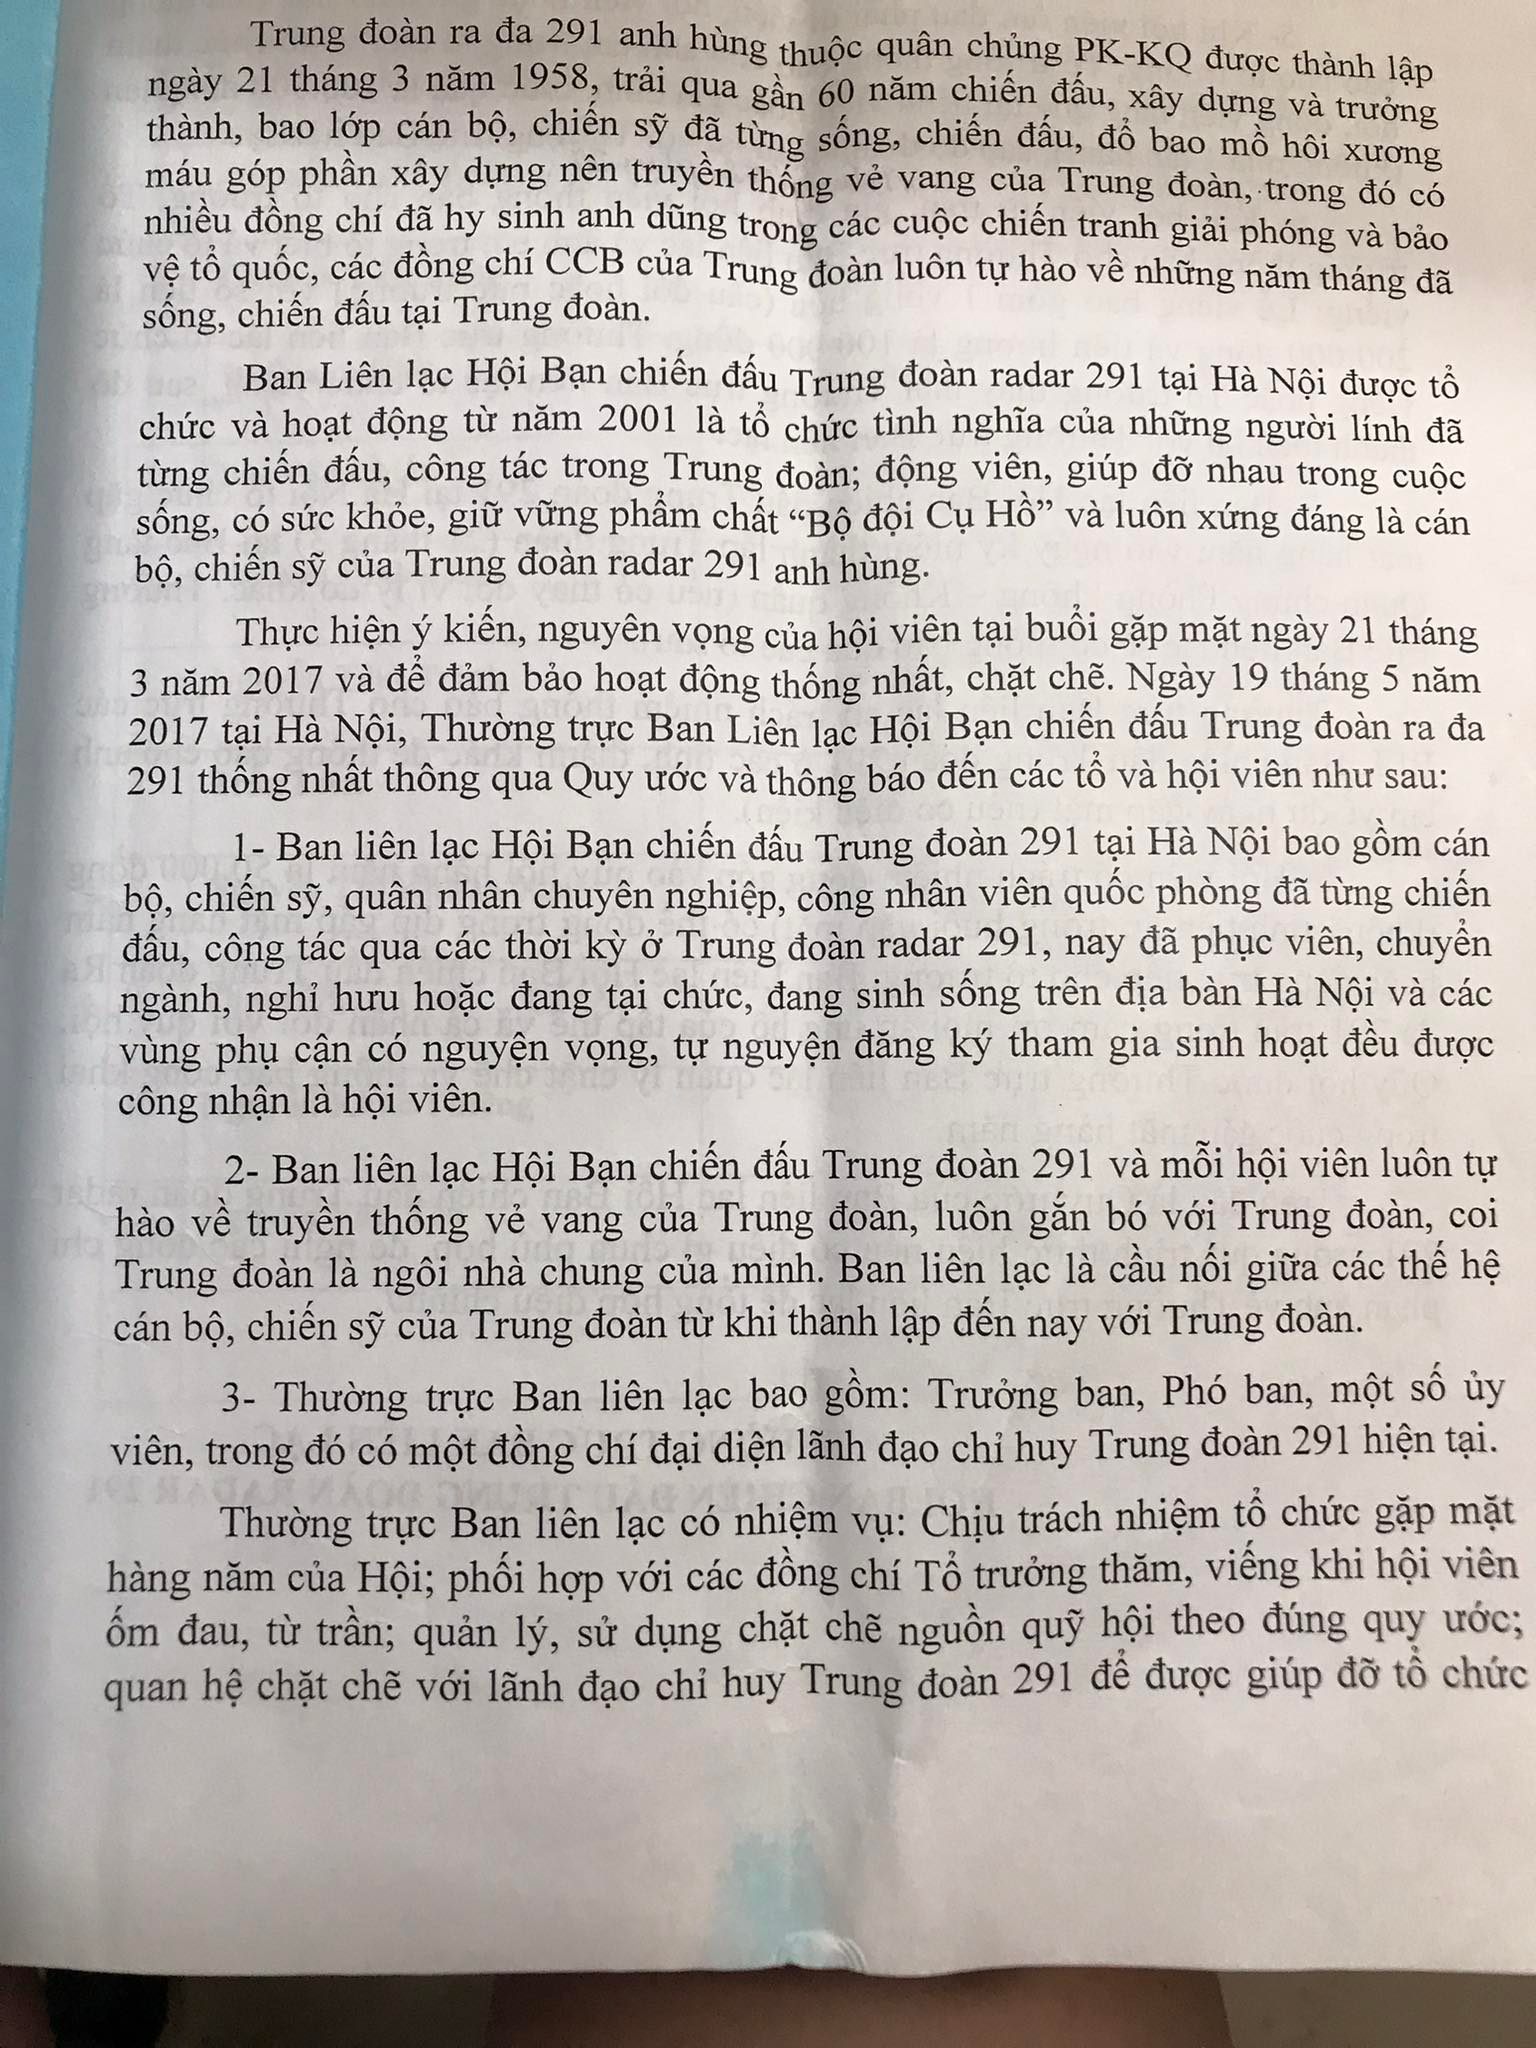 Trung đoàn ra đa 291 anh hùng thuộc quân chủng PK-KQ được thành lập
ngày 21 tháng 3 năm 1958, trải qua gần 60 năm chiến đấu, xây dựng và trưởng
thành, bao lớp cán bộ, chiến sỹ đã từng sống, chiến đấu, đổ bao mồ hôi xương
máu góp phần xây dựng nên truyền thống vẻ vang của Trung đoàn, trong đó có
nhiều đồng chí đã hy sinh anh dũng trong các cuộc chiến tranh giải phóng và bảo
vệ tổ quốc, các đồng chí CCB của Trung đoàn luôn tự hào về những năm tháng đã
sống, chiến đấu tại Trung đoàn.
Ban Liên lạc Hội Bạn chiến đấu Trung đoàn radar 291 tại Hà Nội được tổ
chức và hoạt động từ năm 2001 là tổ chức tình nghĩa của những người lính đã
từng chiến đấu, công tác trong Trung đoàn; động viên, giúp đỡ nhau trong cuộc
sống, có sức khỏe, giữ vững phẩm chất “Bộ đội Cụ Hồ” và luôn xứng đáng là cán
bộ, chiến sỹ của Trung đoàn radar 291 anh hùng.
Thực hiện ý kiến, nguyên vọng của hội viên tại buổi gặp mặt ngày 21 tháng
3 năm 2017 và để đảm bảo hoạt động thống nhất, chặt chẽ. Ngày 19 tháng 5 năm
2017 tại Hà Nội, Thường trực Ban Liên lạc Hội Bạn chiến đấu Trung đoàn ra đa
291 thống nhất thông qua Quy ước và thông báo đến các tổ và hội viên như sau:
1- Ban liên lạc Hội Bạn chiến đấu Trung đoàn 291 tại Hà Nội bao gồm cán
bộ, chiến sỹ, quân nhân chuyên nghiệp, công nhân viên quốc phòng đã từng chiến
đấu, công tác qua các thời kỳ ở Trung đoàn radar 291, nay đã phục viên, chuyển
ngành, nghỉ hưu hoặc đang tại chức, đang sinh sống trên địa bàn Hà Nội và các
vùng phụ cận có nguyện vọng, tự nguyện đăng ký tham gia sinh hoạt đều được
công nhận là hội viên.
2- Ban liên lạc Hội Bạn chiến đấu Trung đoàn 291 và mỗi hội viên luôn tự
hào về truyền thống vẻ vang của Trung đoàn, luôn gắn bó với Trung đoàn, coi
Trung đoàn là ngôi nhà chung của mình. Ban liên lạc là cầu nối giữa các thế hệ
cán bộ, chiến sỹ của Trung đoàn từ khi thành lập đến nay với Trung đoàn.
3- Thường trực Ban liên lạc bao gồm: Trưởng ban, Phó ban, một số ủy
viên, trong đó có một đồng chí đại diện lãnh đạo chỉ huy Trung đoàn 291 hiện tại.
Thường trực Ban liên lạc có nhiệm vụ: Chịu trách nhiệm tổ chức gặp mặt
hàng năm của Hội; phối hợp với các đồng chí Tổ trưởng thăm, viếng khi hội viên
ốm đau, từ trần; quản lý, sử dụng chặt chẽ nguồn quỹ hội theo đúng quy ước;
quan hệ chặt chẽ với lãnh đạo chỉ huy Trung đoàn 291 để được giúp đỡ tổ chức